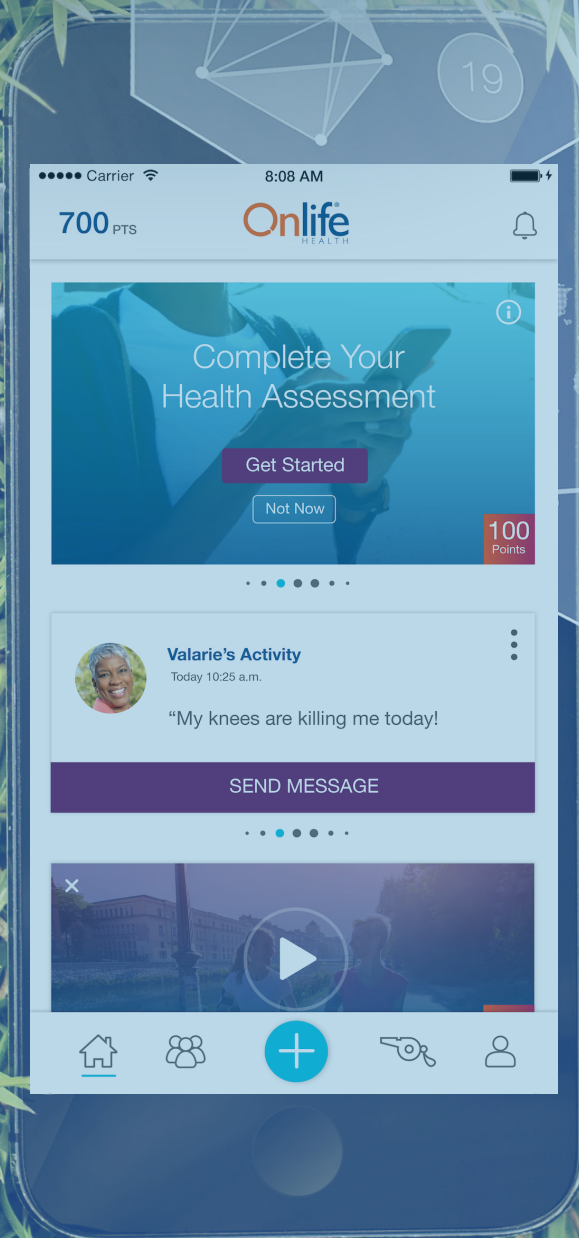 19
Carrier 8:08 AM
700 PTS
Onlife
HEALTH
Complete Your
Health Assessment
Get Started
Not Now
100
Points
Valarie’s Activity
Today 10:25 a.m.
“My knees are killing me today!
SEND MESSAGE